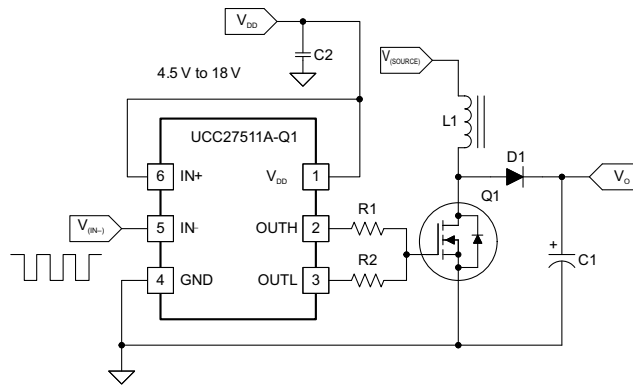 VDD
C2
4.5 V to 18 V
V(SOURCE)
L1
UCC27511A-Q1
6 IN+
VDD 1
D1
VO
Q1
V(IN–)
5 IN-
OUTH 2
R1
4 GND
OUTL 3
R2
+
C1